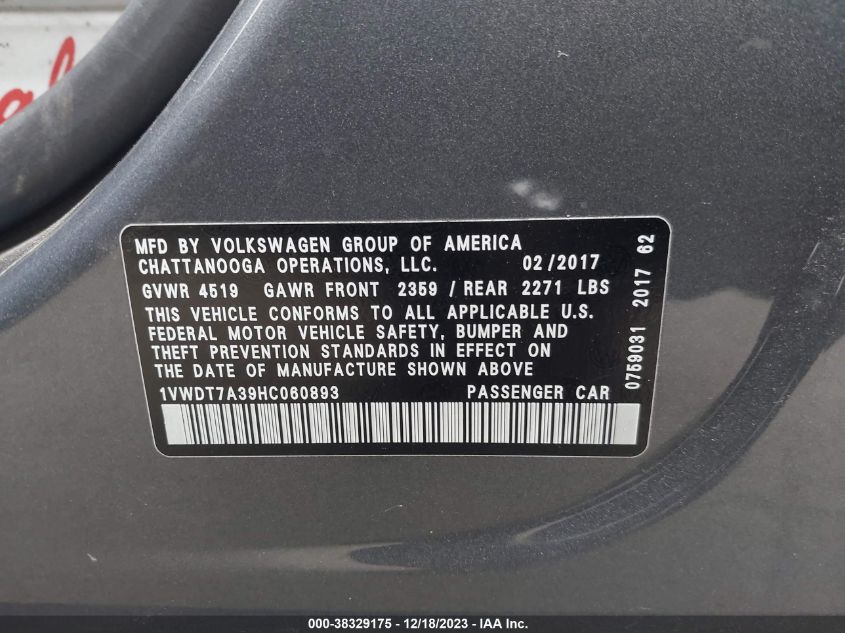 MFD BY VOLKSWAGEN GROUP OF AMERICA
CHATTANOOGA OPERATIONS, LLC. 02/2017
GVWR 4519 GAWR FRONT 2359 / REAR 2271 LBS
THIS VEHICLE CONFORMS TO ALL APPLICABLE U.S.
FEDERAL MOTOR VEHICLE SAFETY, BUMPER AND
THEFT PREVENTION STANDARDS IN EFFECT ON
THE DATE OF MANUFACTURE SHOWN ABOVE
1VWDT7A39HC060893 PASSENGER CAR
0759031 2017 62
000-38329175 - 12/18/2023 - IAA Inc.